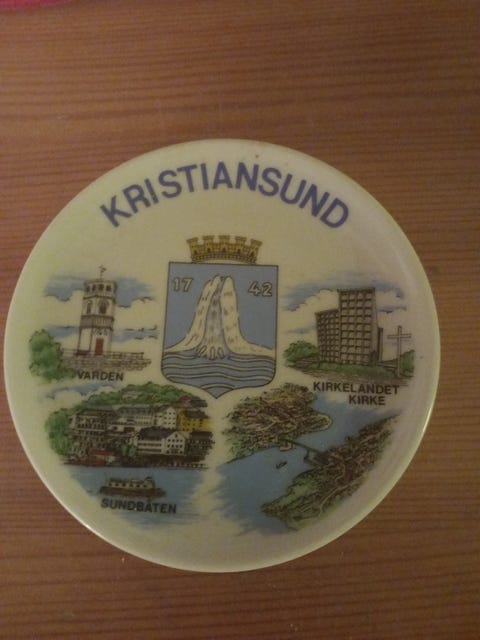 KRISTIANSUND
17 42
VARDEN
KIRKELANDET
KIRKE
SUNDBÅTEN